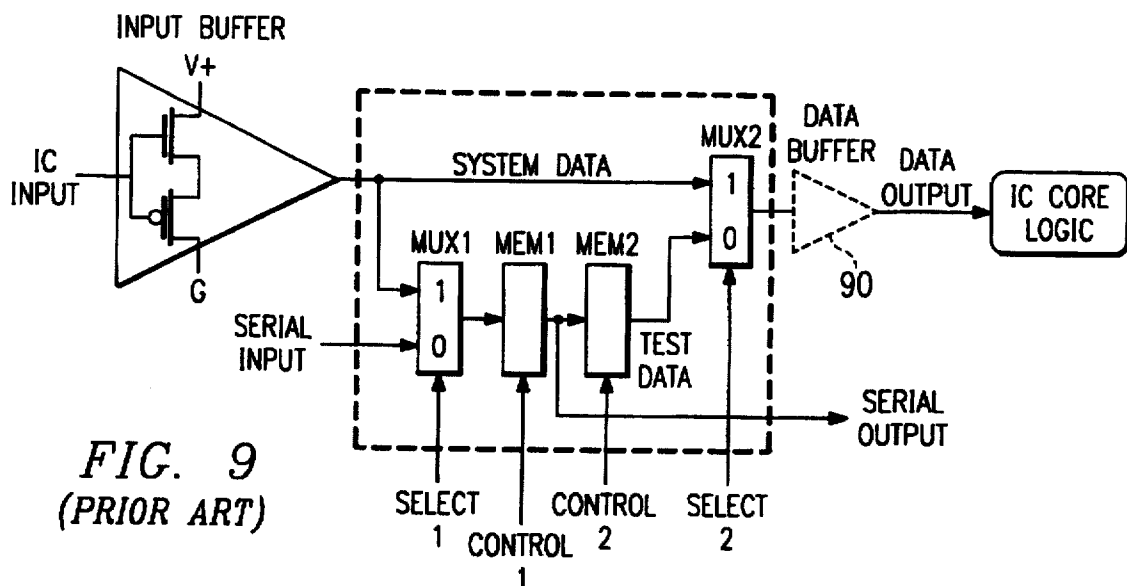 INPUT BUFFER
V+
IC
INPUT
G
SYSTEM DATA
MUX2
1
0
DATA
BUFFER
90
DATA
OUTPUT
IC CORE
LOGIC
MUX1
1
0
MEM1
MEM2
SERIAL
INPUT
TEST
DATA
SERIAL
OUTPUT
SELECT
1
CONTROL
1
CONTROL
2
SELECT
2
FIG. 9
(PRIOR ART)